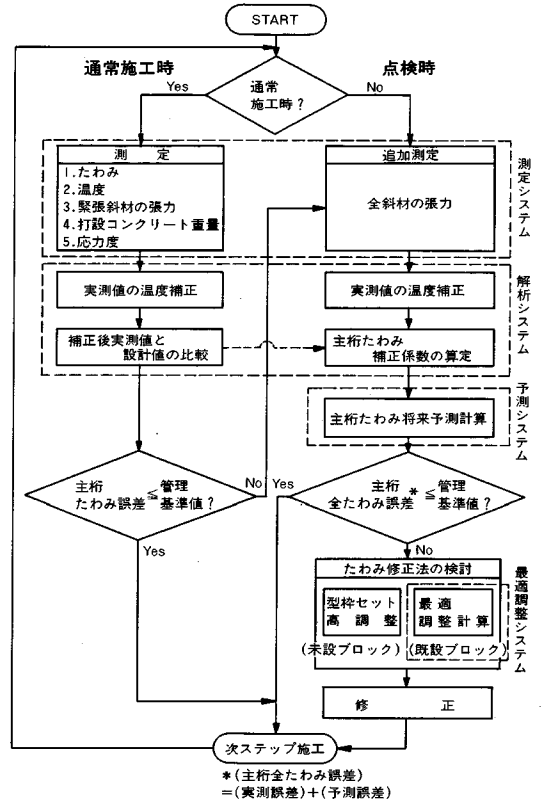 START
通常施工時
点検時
通常
施工時?
Yes
No
測定
1.たわみ
2.温度
3.緊張斜材の張力
4.打設コンクリート重量
5.応力度
追加測定
全斜材の張力
測定システム
実測値の温度補正
実測値の温度補正
補正後実測値と
設計値の比較
主桁たわみ
補正係数の算定
解析システム
主桁たわみ将来予測計算
予測システム
主桁
たわみ誤差≦管理
基準値?
No
Yes
主桁
全たわみ誤差*≦管理
基準値?
Yes
No
たわみ修正法の検討
型枠セット
高調整
(未設ブロック)
最適
調整計算
(既設ブロック)
最適調整システム
修正
次ステップ施工
*(主桁全たわみ誤差)
=(実測誤差)+(予測誤差)